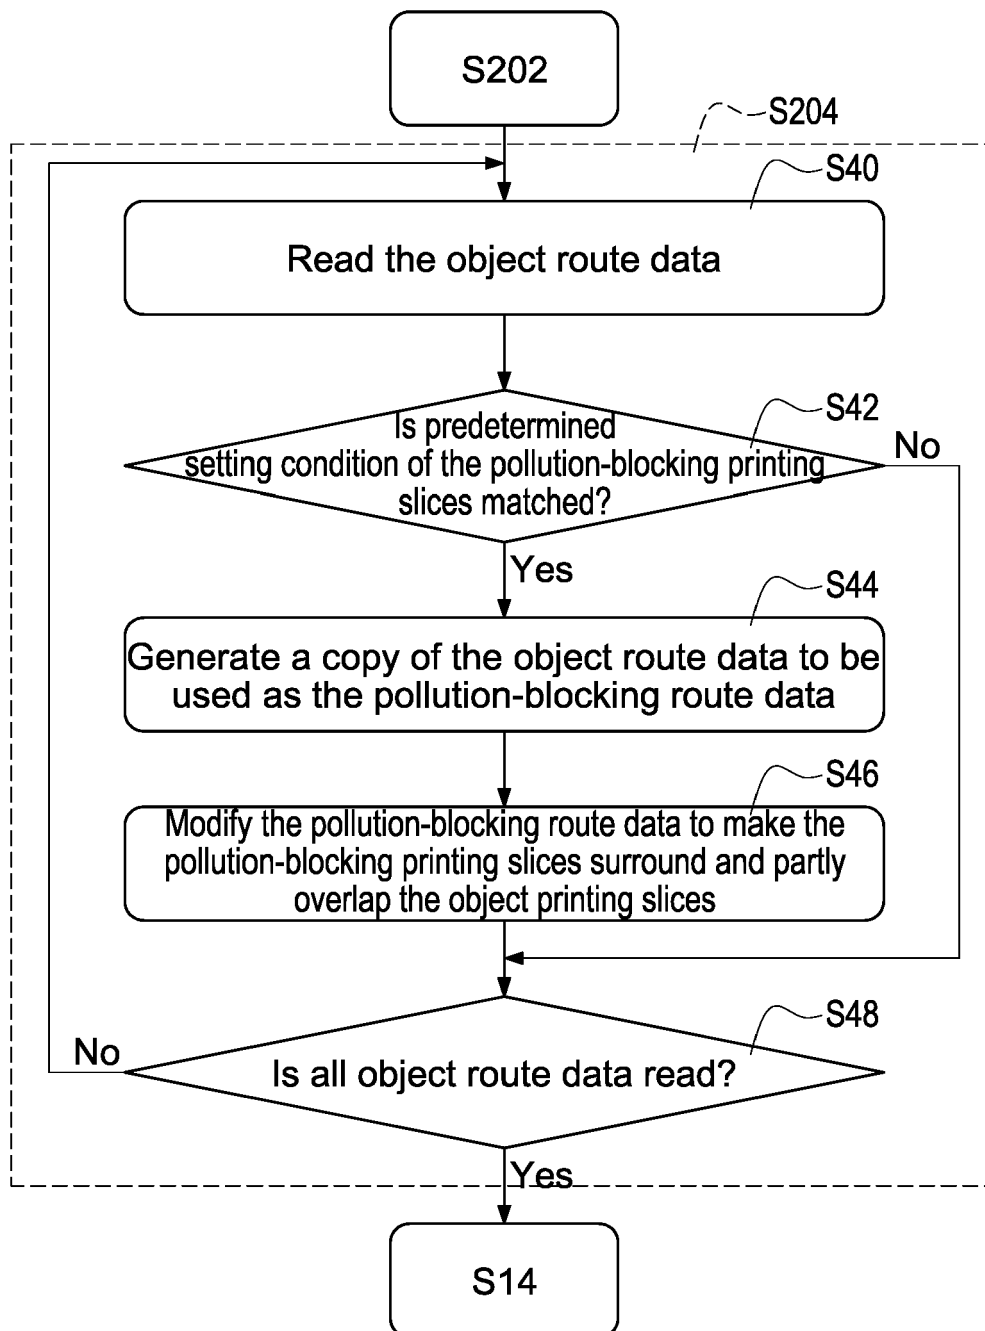 S202
S204
S40
Read the object route data
S42
Is predetermined
setting condition of the pollution-blocking printing
slices matched?
No
Yes
S44
Generate a copy of the object route data to be
used as the pollution-blocking route data
S46
Modify the pollution-blocking route data to make the
pollution-blocking printing slices surround and partly
overlap the object printing slices
S48
No
Is all object route data read?
Yes
S14